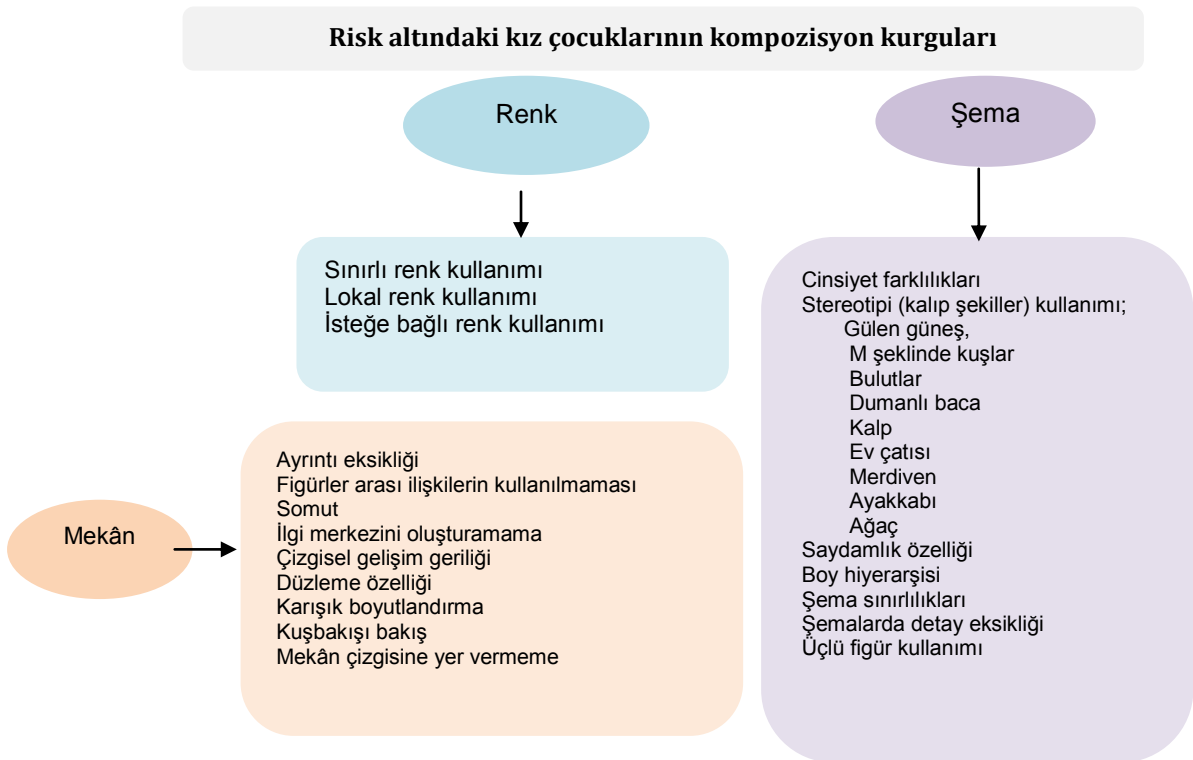 Risk altındaki kız çocuklarının kompozisyon kurguları
Renk
Şema
Sınırlı renk kullanımı
Lokal renk kullanımı
İsteğe bağlı renk kullanımı
Cinsiyet farklılıkları
Stereotipi (kalıp şekiller) kullanımı;
Gülen güneş,
M şeklinde kuşlar
Bulutlar
Dumanlı baca
Kalp
Ev çatısı
Merdiven
Ayakkabı
Ağaç
Saydamlık özelliği
Boy hiyerarşisi
Şema sınırlılıkları
Şemalarda detay eksikliği
Üçlü figür kullanımı
Mekân
Ayrıntı eksikliği
Figürler arası ilişkilerin kullanılmaması
Somut
İlgi merkezini oluşturamama
Çizgisel gelişim geriliği
Düzleme özelliği
Karışık boyutlandırma
Kuşbakışı bakış
Mekân çizgisine yer vermeme